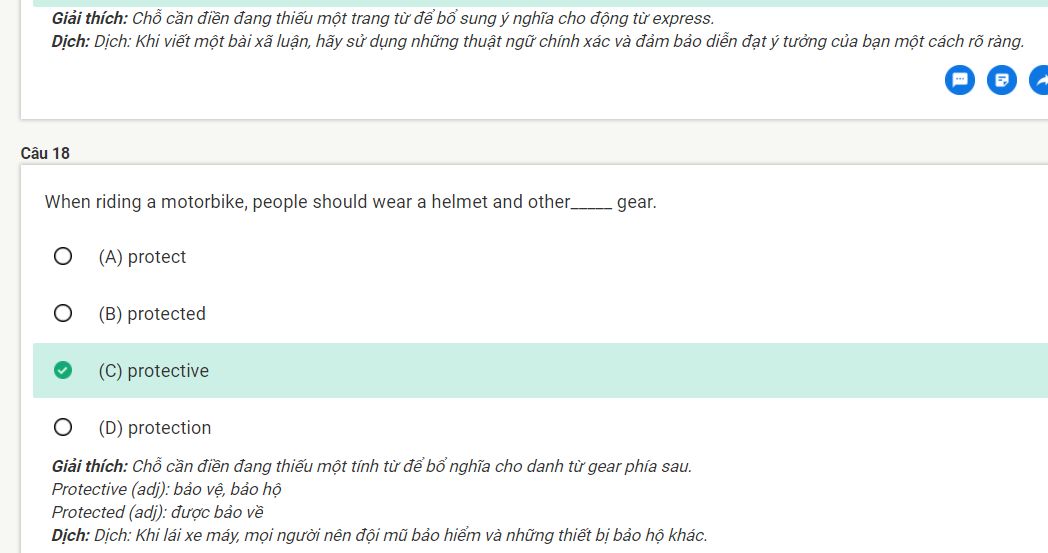 Giải thích: Chỗ cần điền đang thiếu một trang từ để bổ sung ý nghĩa cho động từ express.
Dịch: Dịch: Khi viết một bài xã luận, hãy sử dụng những thuật ngữ chính xác và đảm bảo diễn đạt ý tưởng của bạn một cách rõ ràng.
Câu 18
When riding a motorbike, people should wear a helmet and other_____ gear.
(A) protect
(B) protected
(C) protective
(D) protection
Giải thích: Chỗ cần điền đang thiếu một tính từ để bổ nghĩa cho danh từ gear phía sau.
Protective (adj): bảo vệ, bảo hộ
Protected (adj): được bảo về
Dịch: Dịch: Khi lái xe máy, mọi người nên đội mũ bảo hiểm và những thiết bị bảo hộ khác.